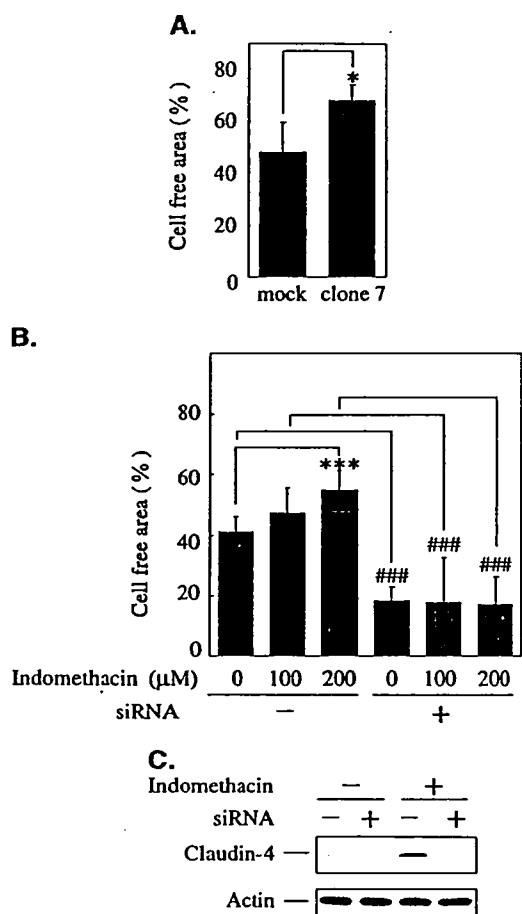 A.
Cell free area (%)
80
60
40
20
0
*
mock clone 7
B.
Cell free area (%)
80
60
40
20
0
***
###
###
###
Indomethacin (μM) 0 100 200 0 100 200
siRNA − +
C.
Indomethacin − +
siRNA − + − +
Claudin-4
Actin